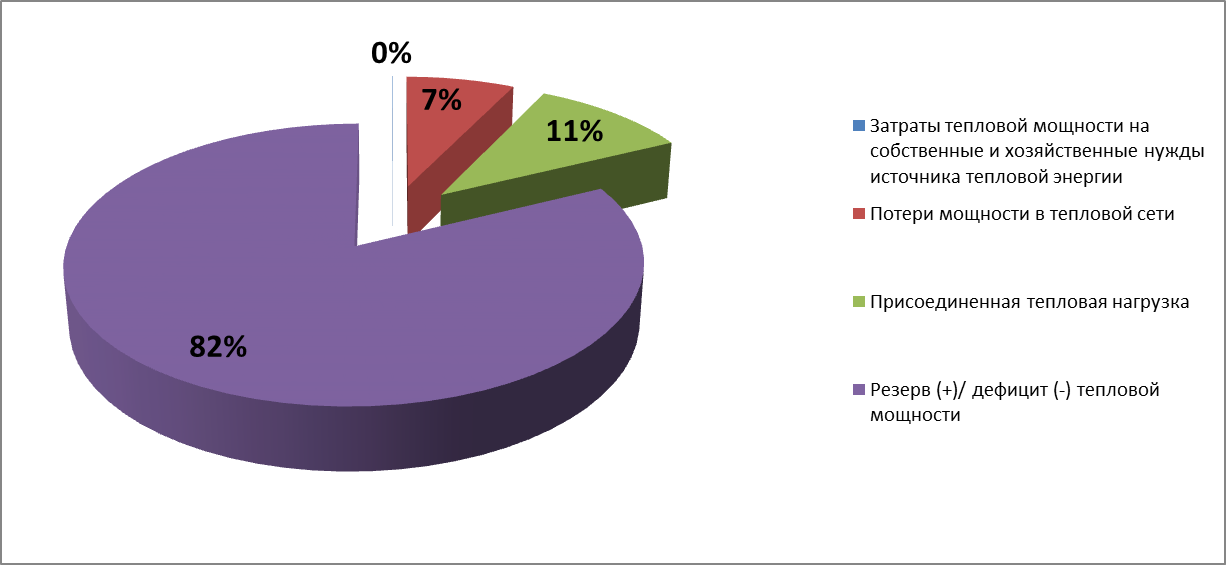 0%
7%
11%
82%
Затраты тепловой мощности на
собственные и хозяйственные нужды
источника тепловой энергии
Потери мощности в тепловой сети
Присоединенная тепловая нагрузка
Резерв (+)/ дефицит (-) тепловой
мощности